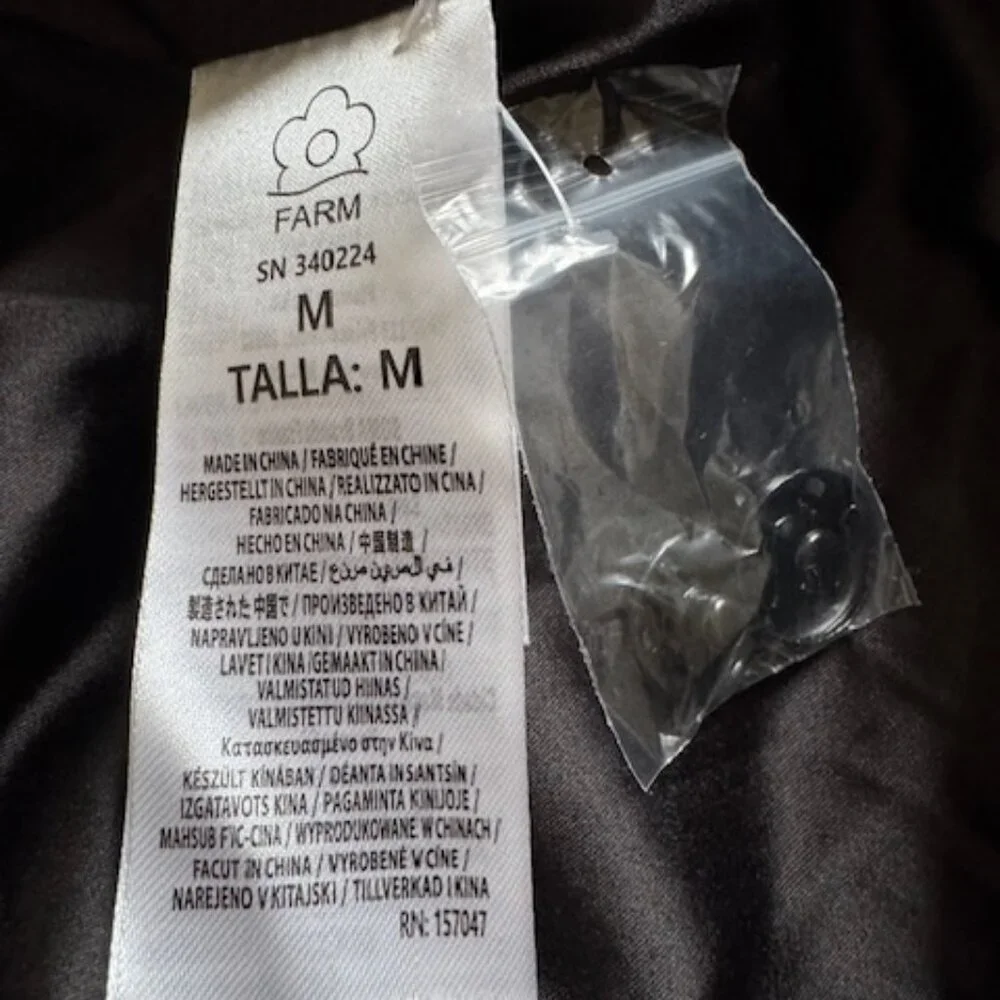 FARM
SN 340224
M
TALLA: M
MADE IN CHINA / FABRIQUÉ EN CHINE /
HERGESTELLT IN CHINA / REALIZZATO IN CINA /
FABRICADO NA CHINA /
HECHO EN CHINA / 中国製造 /
СДЕЛАНО В КИТАЕ / في الصين صنع /
製造された 中国で / ПРОИЗВЕДЕНО В КИТАЙ /
NAPRAVLJENO U KINI / VYROBENO V CÍNE /
LAVET I KINA /GEMAAKT IN CHINA /
VALMISTATUD HIINAS /
VALMISTETTU KIINASSA /
Κατασκευασμένο στην Κίνα /
KÉSZÜLT KÍNÁBAN / DÉANTA IN SANTSÍN /
IZGATAVOTS KINA / PAGAMINTA KINIJOJE /
MAHSUB FIC-CINA / WYPRODUKOWANE W CHINACH /
FACUT IN CHINA / VYROBENÉ V CÍNE /
NAREJENO V KITAJSKI / TILLVERKAD I KINA
RN: 157047